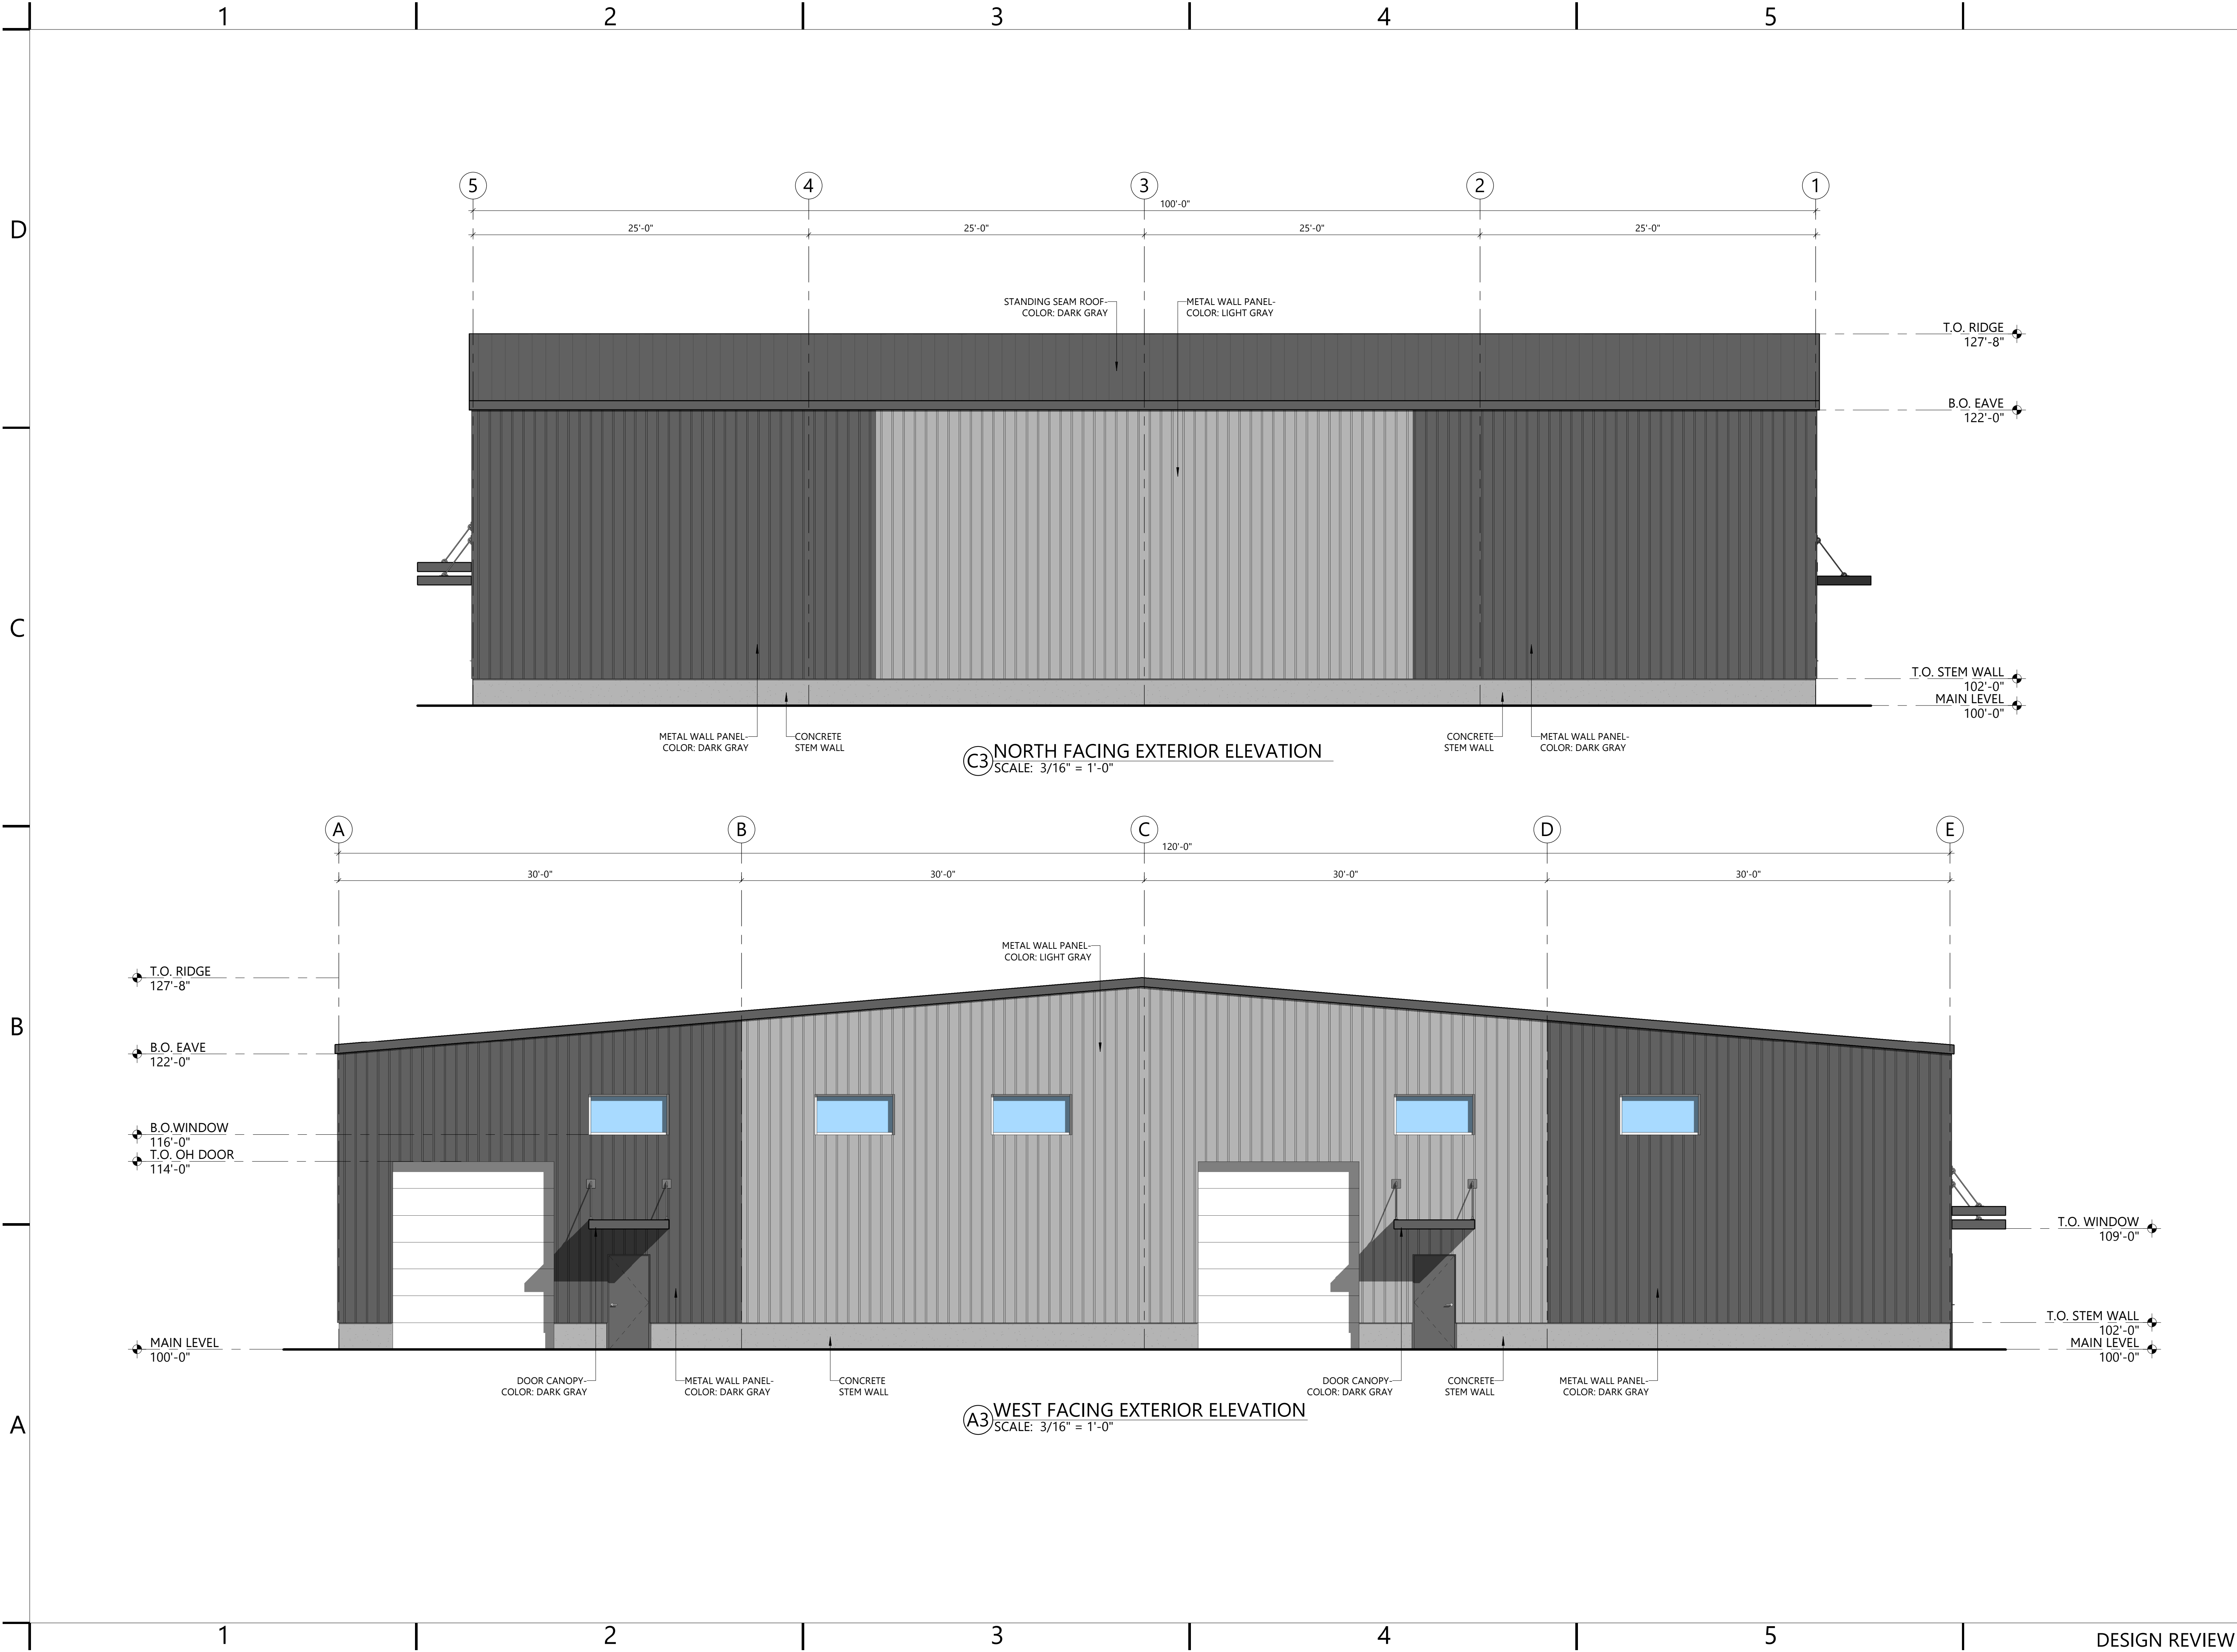 1 2 3 4 5
D
C
B
A
5 4 3 2 1
100'-0"
25'-0" 25'-0" 25'-0" 25'-0"
STANDING SEAM ROOF-
COLOR: DARK GRAY
METAL WALL PANEL-
COLOR: LIGHT GRAY
T.O. RIDGE
127'-8"
B.O. EAVE
122'-0"
T.O. STEM WALL
102'-0"
MAIN LEVEL
100'-0"
METAL WALL PANEL-
COLOR: DARK GRAY
CONCRETE
STEM WALL
CONCRETE
STEM WALL
METAL WALL PANEL-
COLOR: DARK GRAY
C3
NORTH FACING EXTERIOR ELEVATION
SCALE: 3/16" = 1'-0"
A B C D E
120'-0"
30'-0" 30'-0" 30'-0" 30'-0"
METAL WALL PANEL-
COLOR: LIGHT GRAY
T.O. RIDGE
127'-8"
B.O. EAVE
122'-0"
B.O.WINDOW
116'-0"
T.O. OH DOOR
114'-0"
MAIN LEVEL
100'-0"
T.O. WINDOW
109'-0"
T.O. STEM WALL
102'-0"
MAIN LEVEL
100'-0"
DOOR CANOPY-
COLOR: DARK GRAY
METAL WALL PANEL-
COLOR: DARK GRAY
CONCRETE
STEM WALL
DOOR CANOPY-
COLOR: DARK GRAY
CONCRETE
STEM WALL
METAL WALL PANEL-
COLOR: DARK GRAY
A3
WEST FACING EXTERIOR ELEVATION
SCALE: 3/16" = 1'-0"
1 2 3 4 5
DESIGN REVIEW